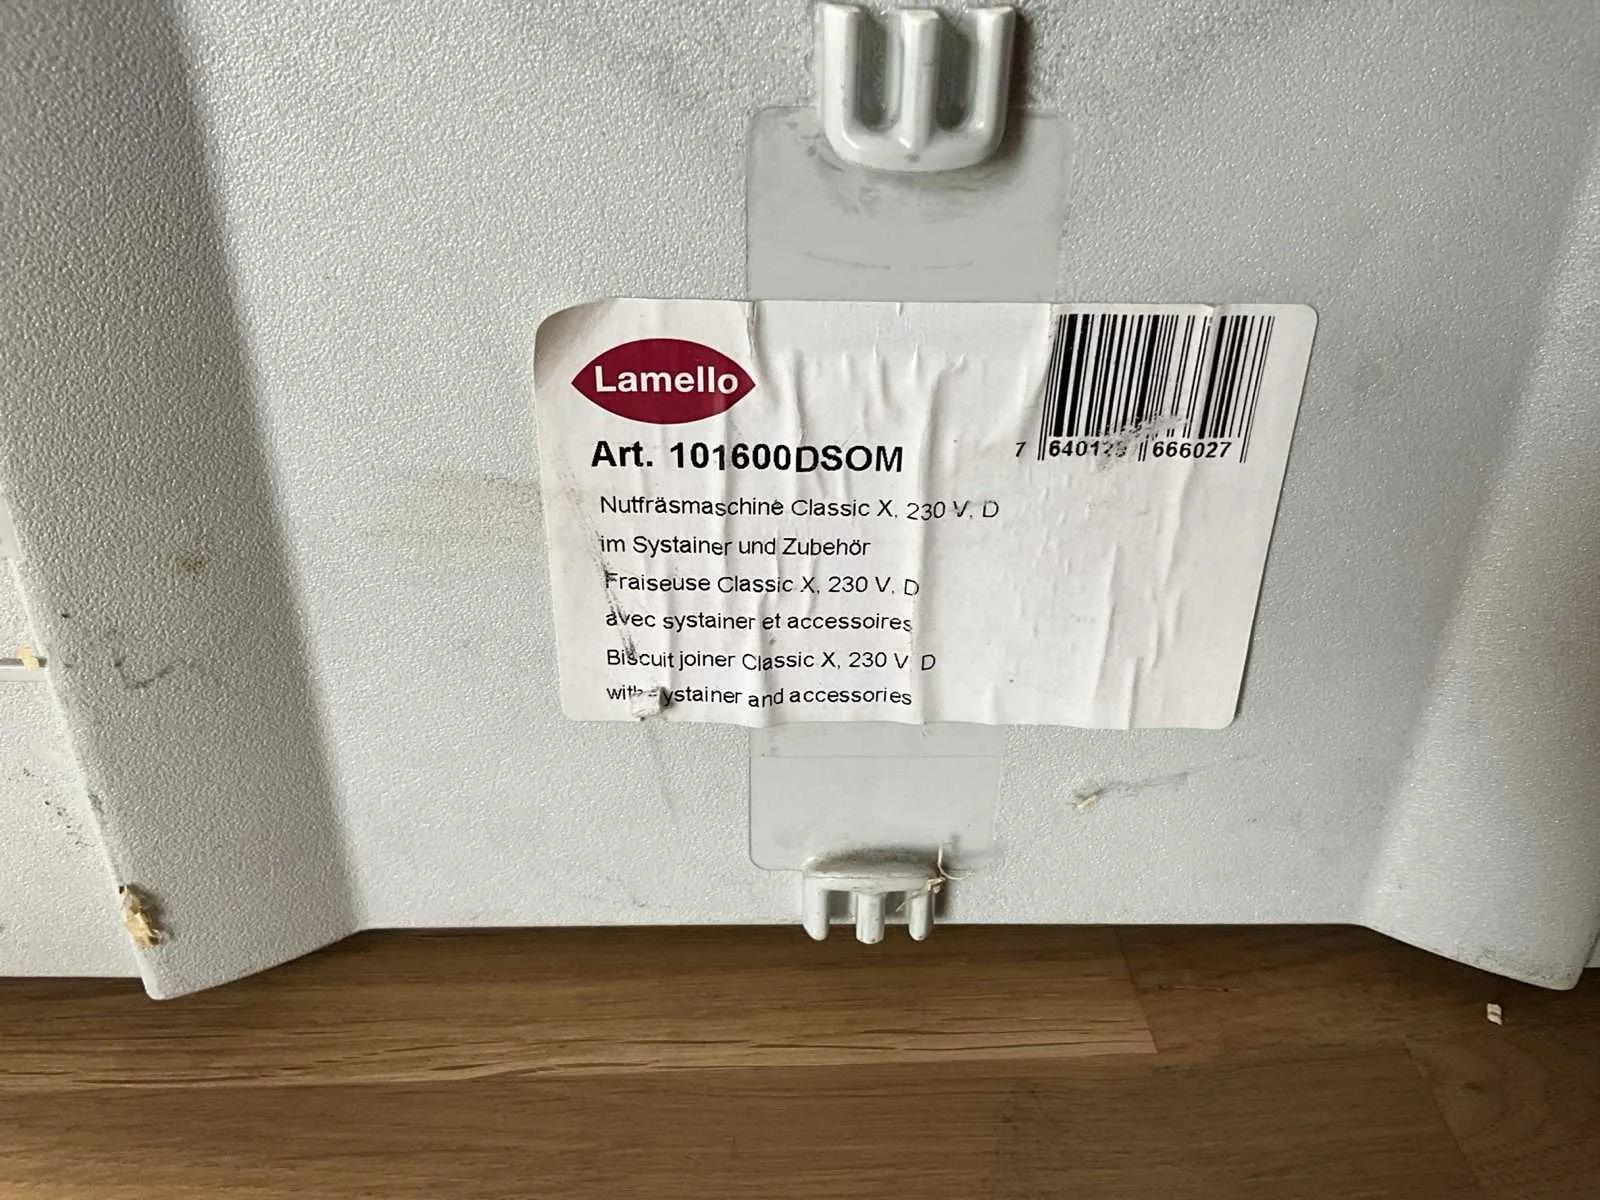 Lamello
Art. 101600DSOM
7 640129 666027
Nutfräsmaschine Classic X, 230 V, D
im Systainer und Zubehör
Fraiseuse Classic X, 230 V, D
avec systainer et accessoires
Biscuit joiner Classic X, 230 V D
with systainer and accessories